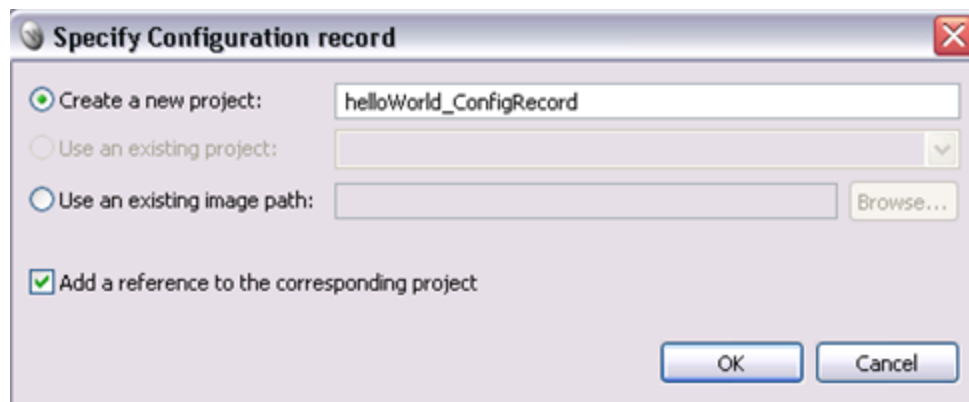 Specify Configuration record
Create a new project: helloWorld_ConfigRecord
Use an existing project:
Use an existing image path: Browse...
Add a reference to the corresponding project
OK Cancel